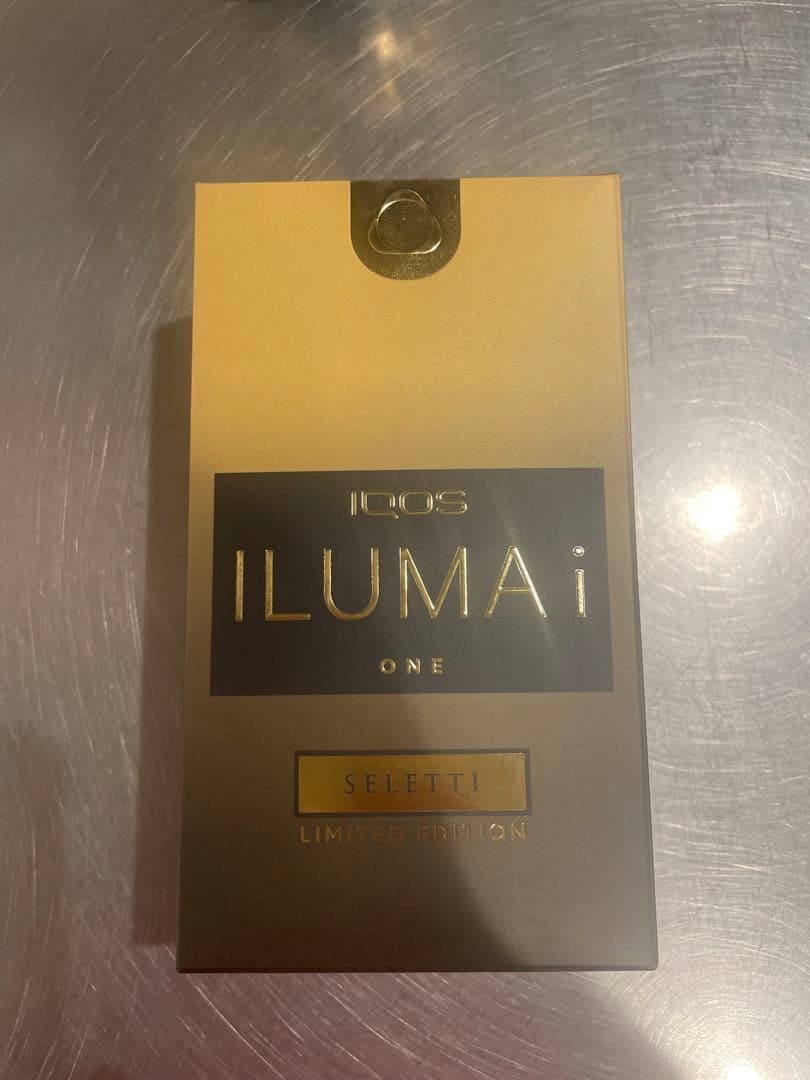 IQOS
ILUMA i
ONE
SELETTI
LIMITED EDITION